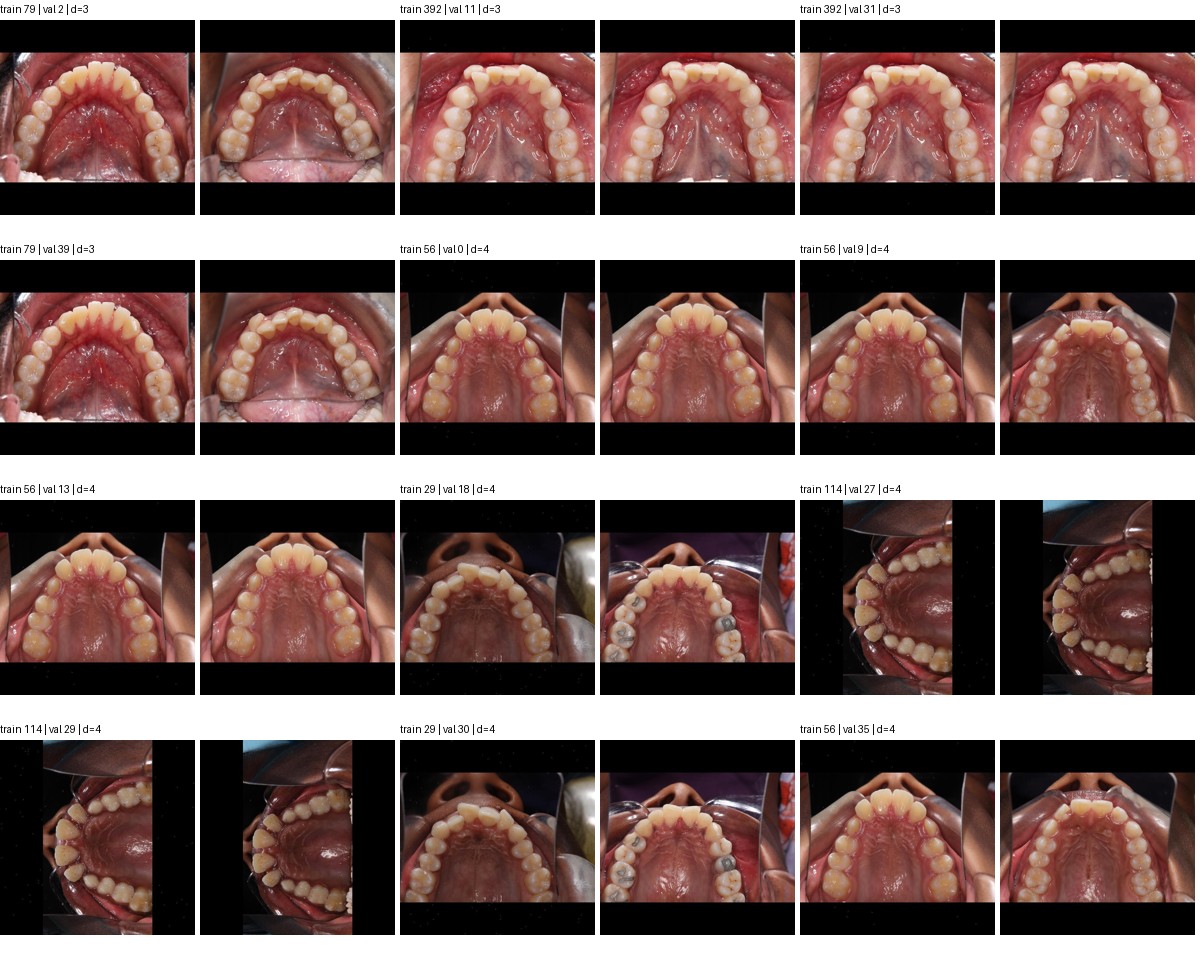 train 79 | val 2 | d=3
train 392 | val 11 | d=3
train 392 | val 31 | d=3
train 79 | val 39 | d=3
train 56 | val 0 | d=4
train 56 | val 9 | d=4
train 56 | val 13 | d=4
train 29 | val 18 | d=4
train 114 | val 27 | d=4
train 114 | val 29 | d=4
train 29 | val 30 | d=4
train 56 | val 35 | d=4